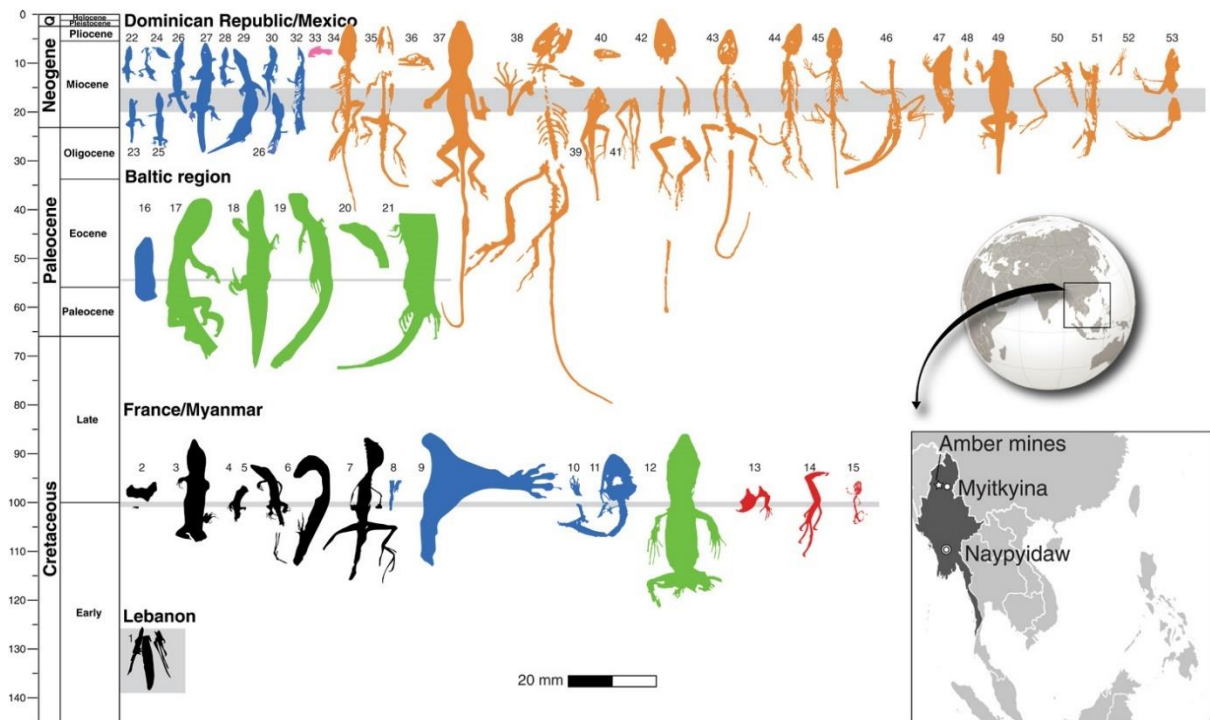 0
10
20
30
40
50
60
70
80
90
100
110
120
130
140
Q
Neogene
Paleocene
Cretaceous
Holocene
Pleistocene
Pliocene
Miocene
Oligocene
Eocene
Paleocene
Late
Early
Dominican Republic/Mexico
22 24 26 27 28 29 30 32 33 34 35 36 37 38 40 42 43 44 45 46 47 48 49 50 51 52 53
23 25 26 39 41
Baltic region
16 17 18 19 20 21
France/Myanmar
2 3 4 5 6 7 8 9 10 11 12 13 14 15
Lebanon
1
20 mm
Amber mines
Myitkyina
Naypyidaw